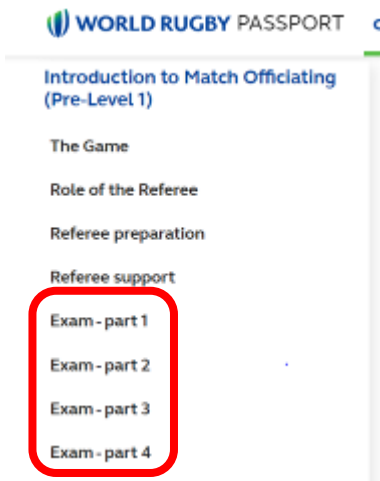 WORLD RUGBY PASSPORT
Introduction to Match Officiating
(Pre-Level 1)
The Game
Role of the Referee
Referee preparation
Referee support
Exam - part 1
Exam - part 2
Exam - part 3
Exam - part 4